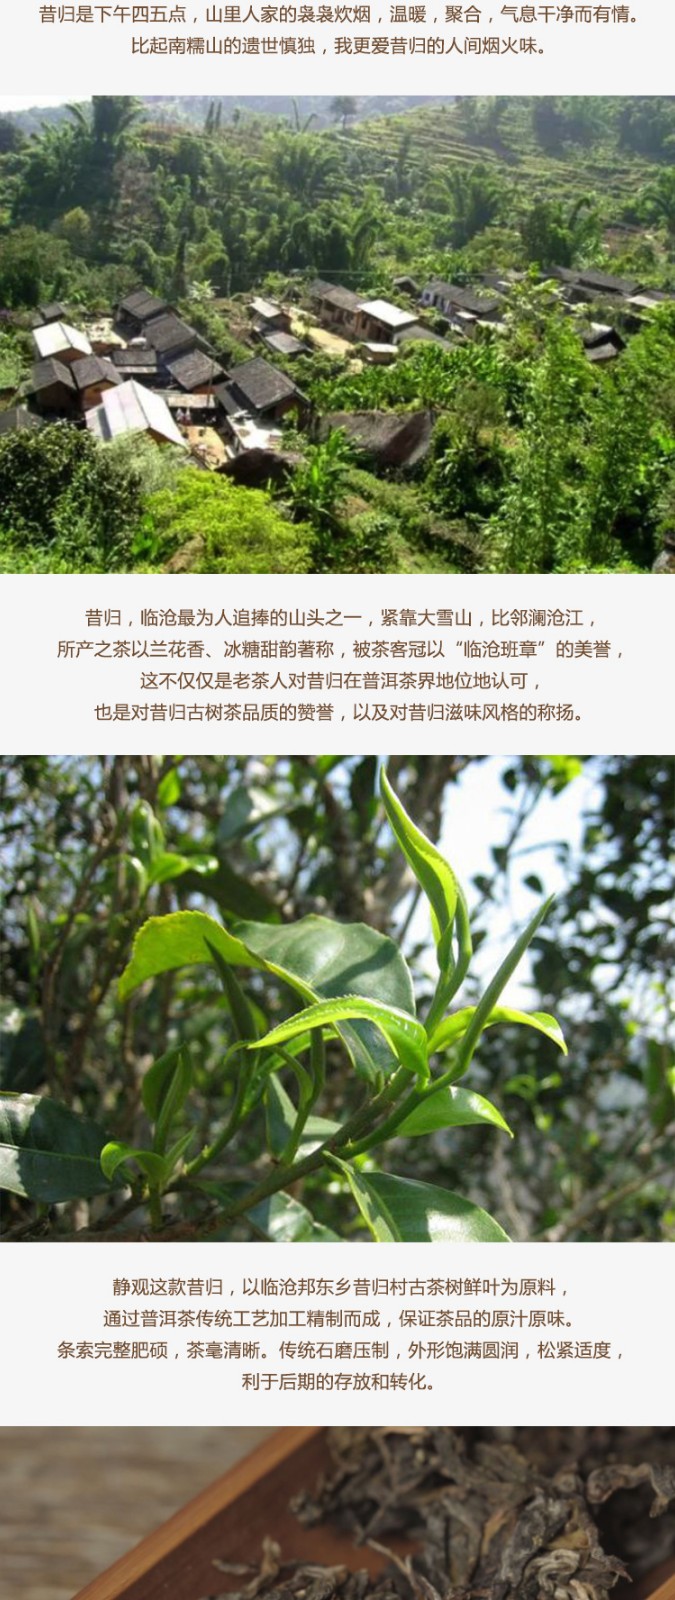 昔归是下午四五点，山里人家的袅袅炊烟，温暖，聚合，气息干净而有情。
比起南糯山的遗世慎独，我更爱昔归的人间烟火味。
昔归，临沧最为人追捧的山头之一，紧靠大雪山，比邻澜沧江，
所产之茶以兰花香、冰糖甜韵著称，被茶客冠以“临沧班章”的美誉，
这不仅仅是老茶人对昔归在普洱茶界地位地认可，
也是对昔归古树茶品质的赞誉，以及对昔归滋味风格的称扬。
静观这款昔归，以临沧邦东乡昔归村古茶树鲜叶为原料，
通过普洱茶传统工艺加工精制而成，保证茶品的原汁原味。
条索完整肥硕，茶毫清晰。传统石磨压制，外形饱满圆润，松紧适度，
利于后期的存放和转化。